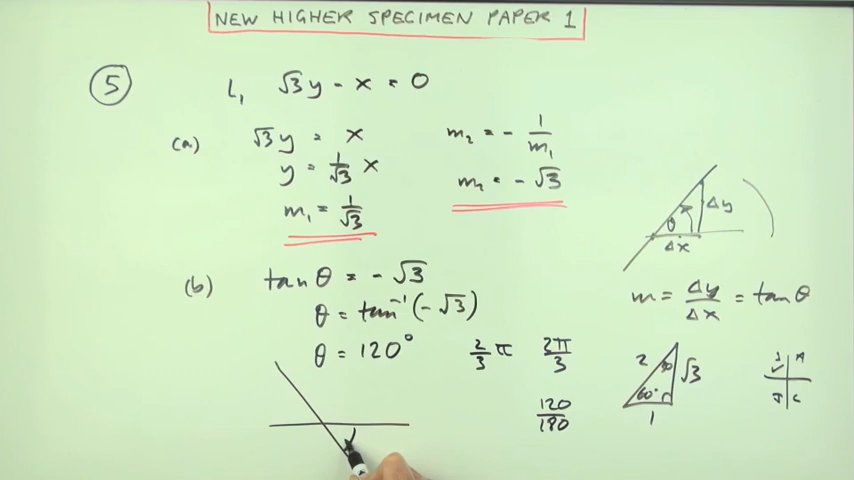 NEW HIGHER SPECIMEN PAPER 1
5
L₁ √3y - x = 0
(a) √3y = x
y = 1/√3 x
m₁ = 1/√3
m₂ = - 1/m₁
m₂ = - √3
θ
Δy
Δx
m = Δy/Δx = tan θ
(b) tan θ = - √3
θ = tan⁻¹(-√3)
θ = 120°
2/3 π
2π/3
120/180
2
30
√3
60°
1
S A
T C